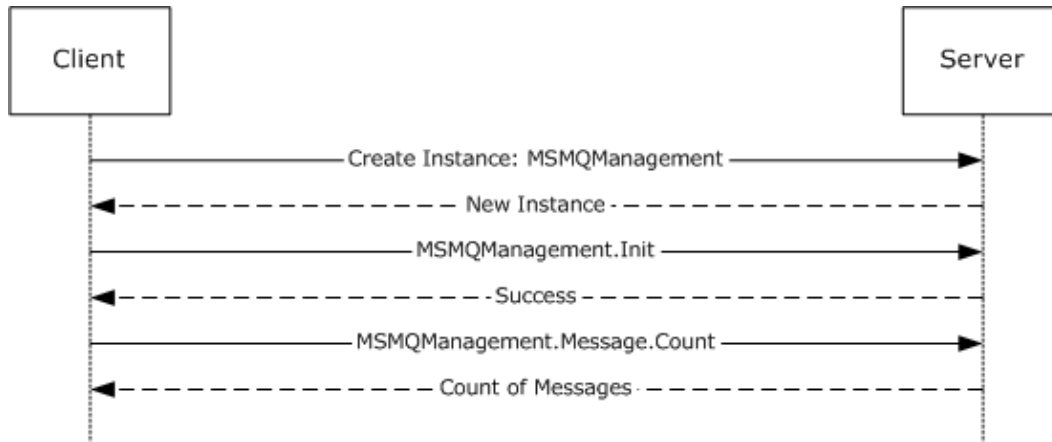 Client
Server
Create Instance: MSMQManagement
New Instance
MSMQManagement.Init
Success
MSMQManagement.Message.Count
Count of Messages